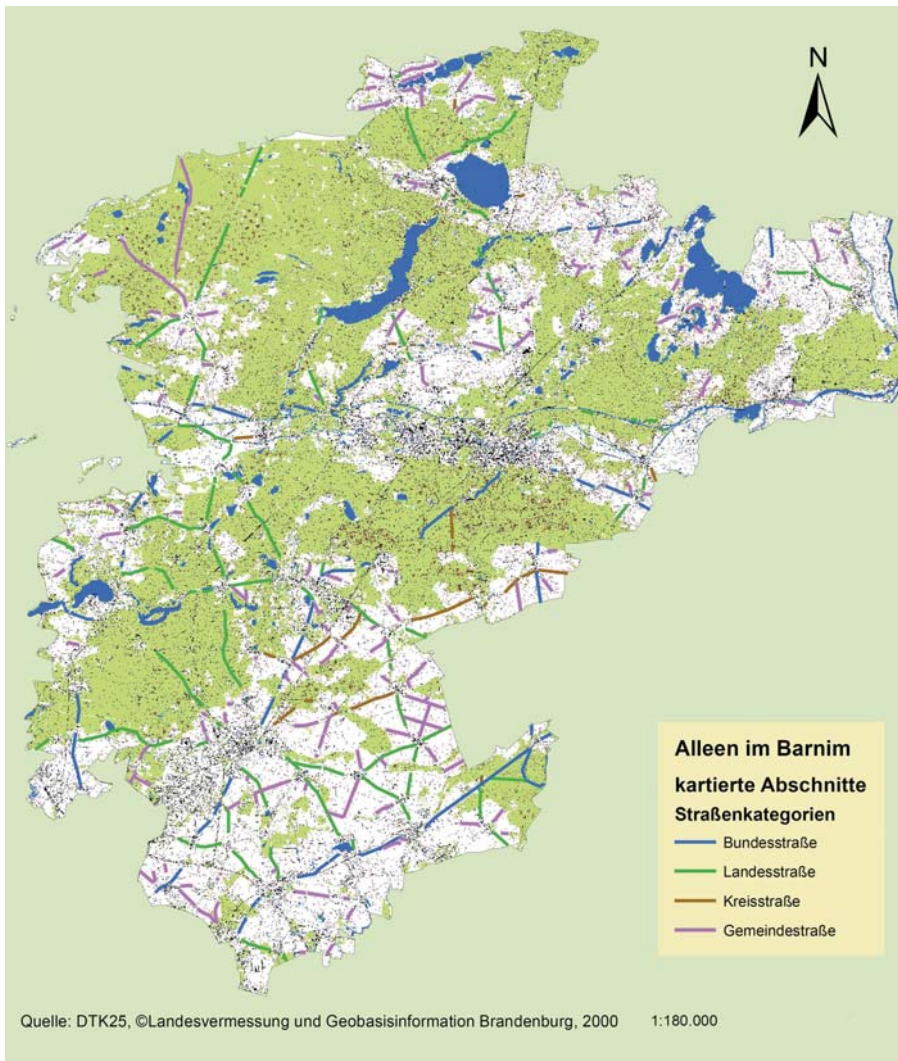 N
Alleen im Barnim
kartierte Abschnitte
Straßenkategorien
Bundesstraße
Landesstraße
Kreisstraße
Gemeindestraße
Quelle: DTK25, ©Landesvermessung und Geobasisinformation Brandenburg, 2000 1:180.000